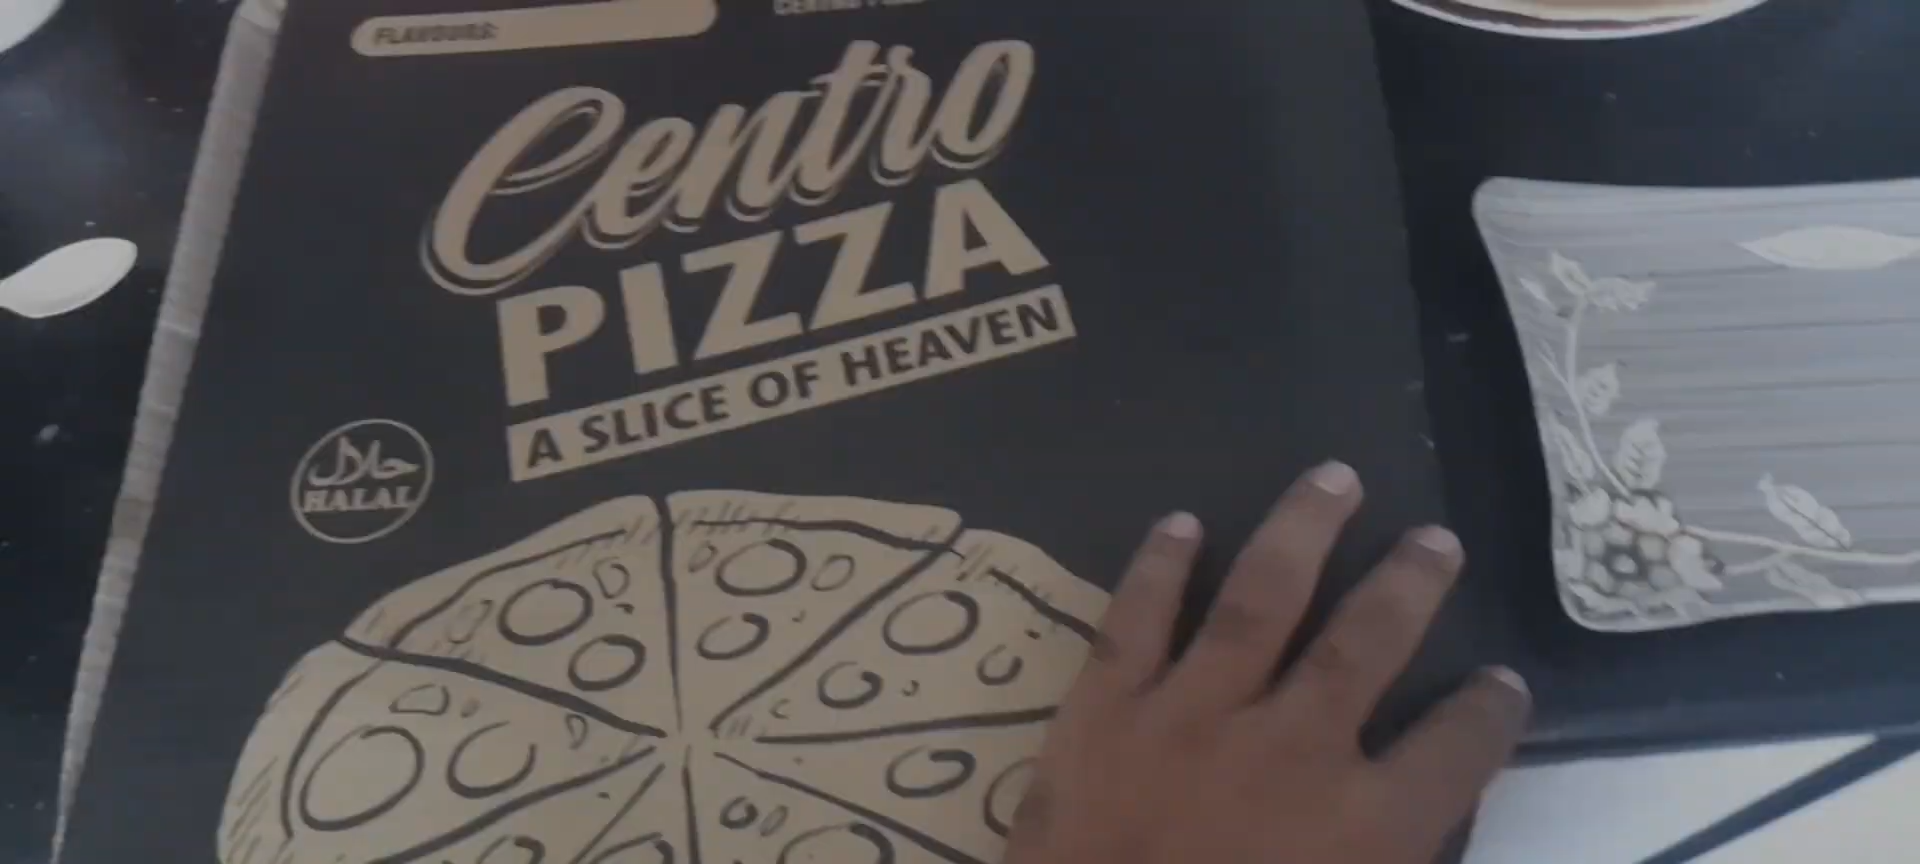 FLAVOURS:
Centro
PIZZA
A SLICE OF HEAVEN
حلال
HALAL